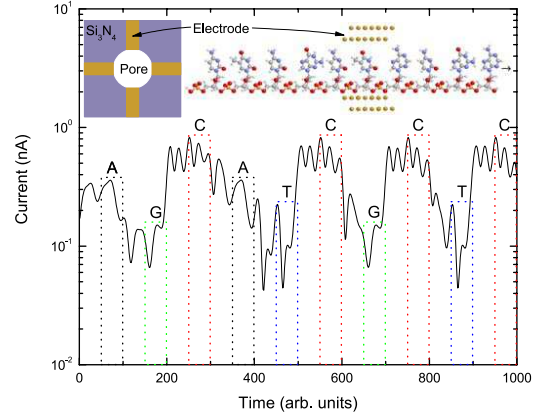 Si3N4
Electrode
Pore
Current (nA)
10^1
10^0
10^-1
10^-2
A G C A T C G C T C
0 200 400 600 800 1000
Time (arb. units)